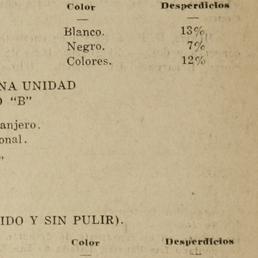 Color Desperdicios
Blanco. 13%
Negro. 7%
Colores. 12%
NA UNIDAD
O "B"
anjero.
onal.
"
IDO Y SIN PULIR).
Color Desperdicios